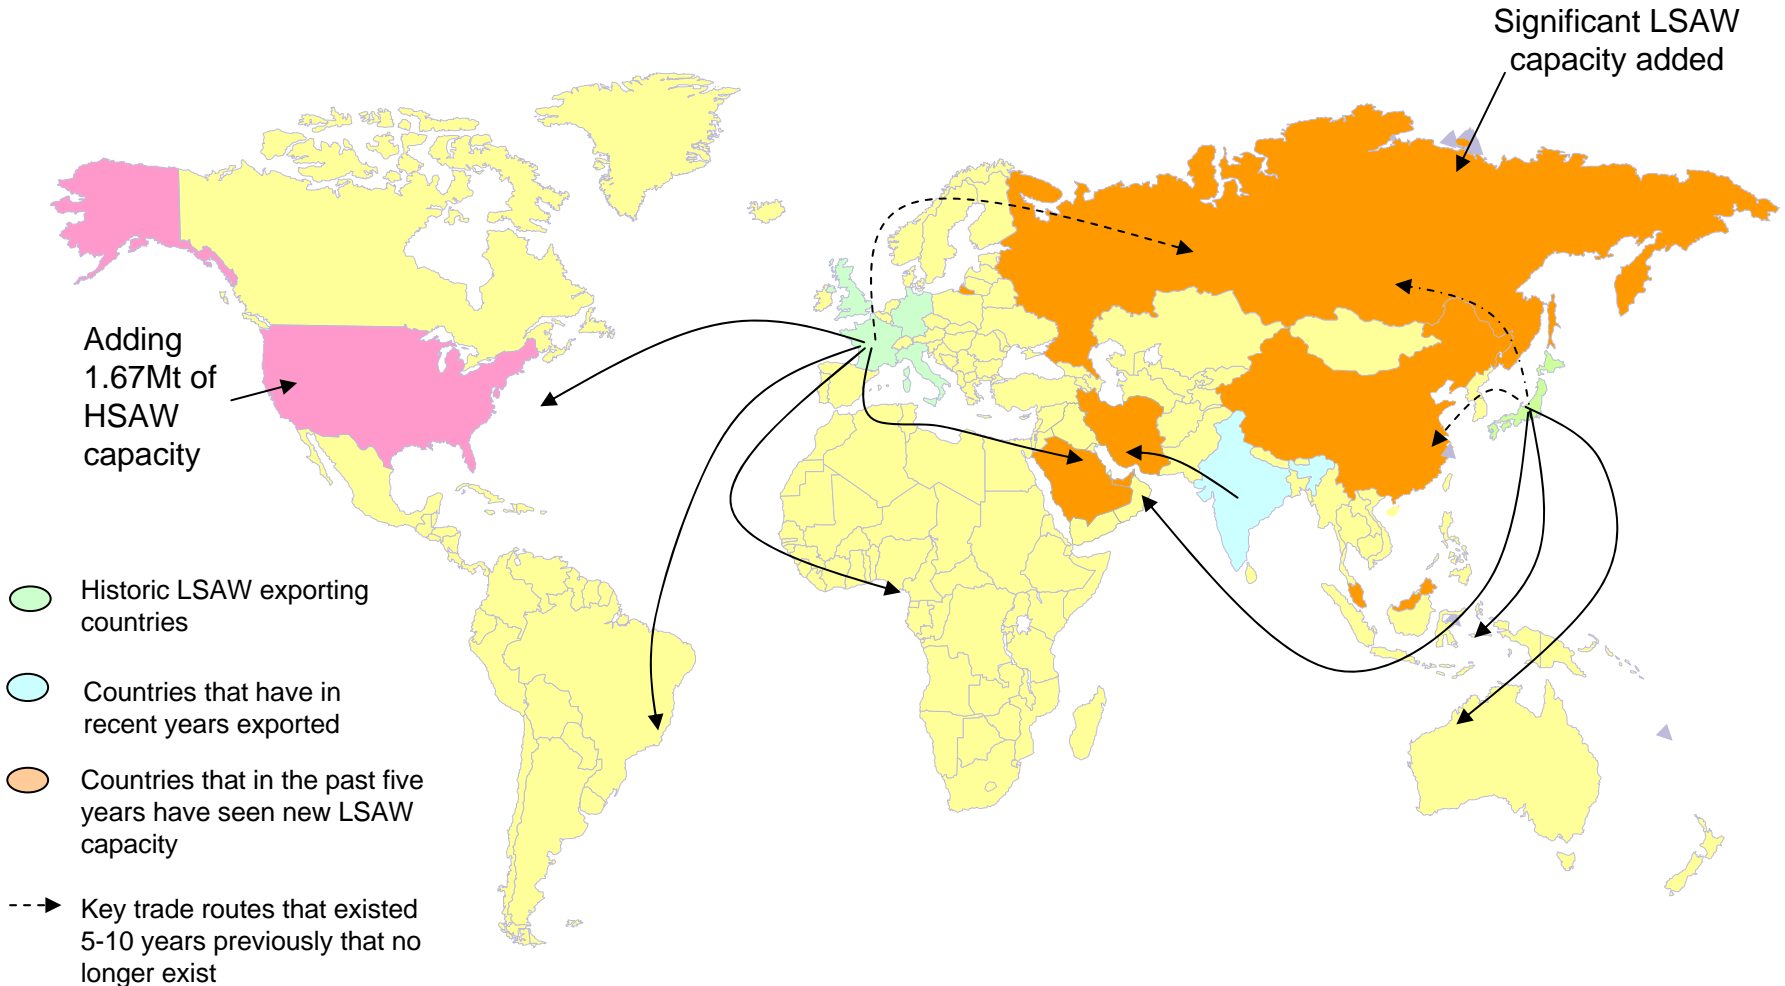 Significant LSAW
capacity added
Adding
1.67Mt of
HSAW
capacity
Historic LSAW exporting
countries
Countries that have in
recent years exported
Countries that in the past five
years have seen new LSAW
capacity
Key trade routes that existed
5-10 years previously that no
longer exist